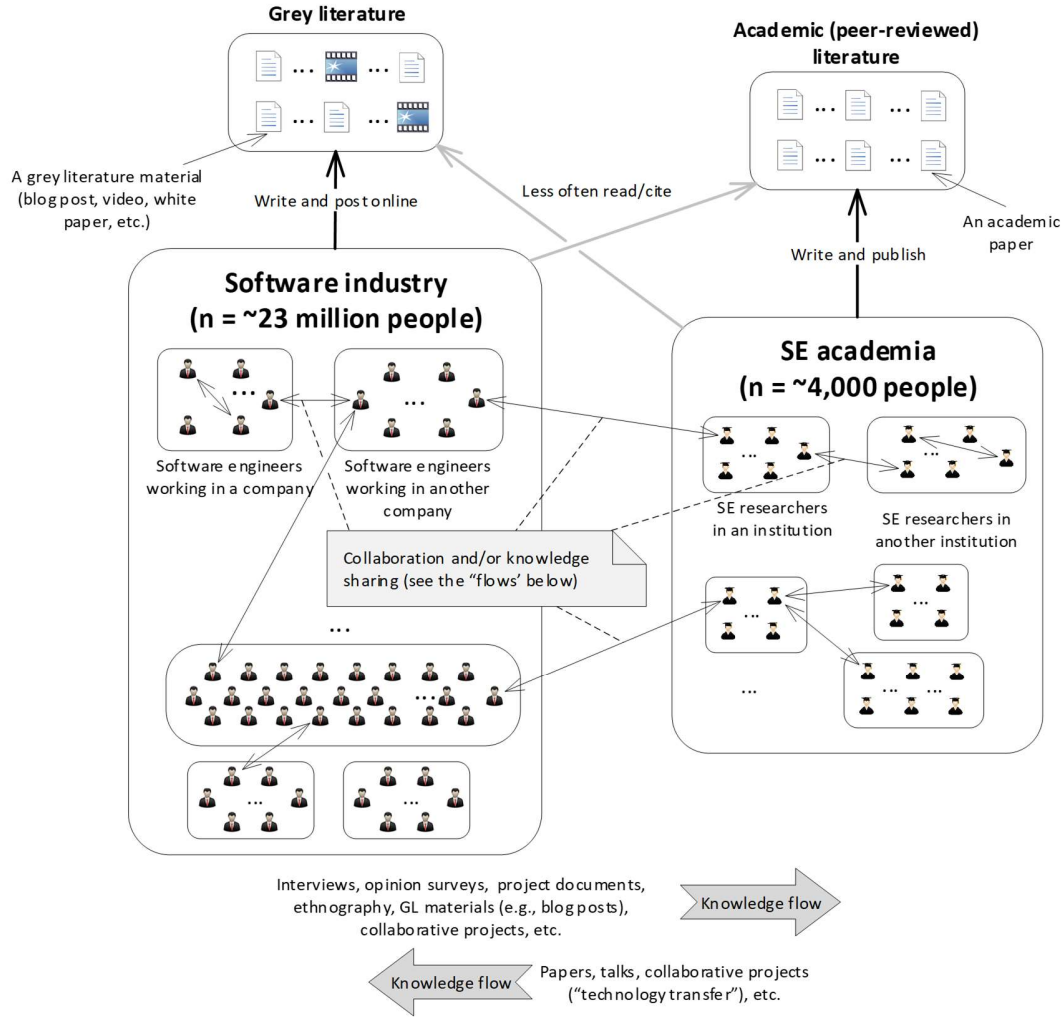 Grey literature
Academic (peer-reviewed)
literature
...
...
...
...
...
...
...
...
A grey literature material
(blog post, video, white
paper, etc.)
Write and post online
Less often read/cite
An academic
paper
Write and publish
Software industry
(n = ~23 million people)
SE academia
(n = ~4,000 people)
...
...
...
...
Software engineers
working in a company
Software engineers
working in another
company
SE researchers
in an institution
SE researchers in
another institution
Collaboration and/or knowledge
sharing (see the “flows’ below)
...
...
...
...
...
...
...
...
...
...
Interviews, opinion surveys, project documents,
ethnography, GL materials (e.g., blog posts),
collaborative projects, etc.
Knowledge flow
Knowledge flow
Papers, talks, collaborative projects
(“technology transfer”), etc.